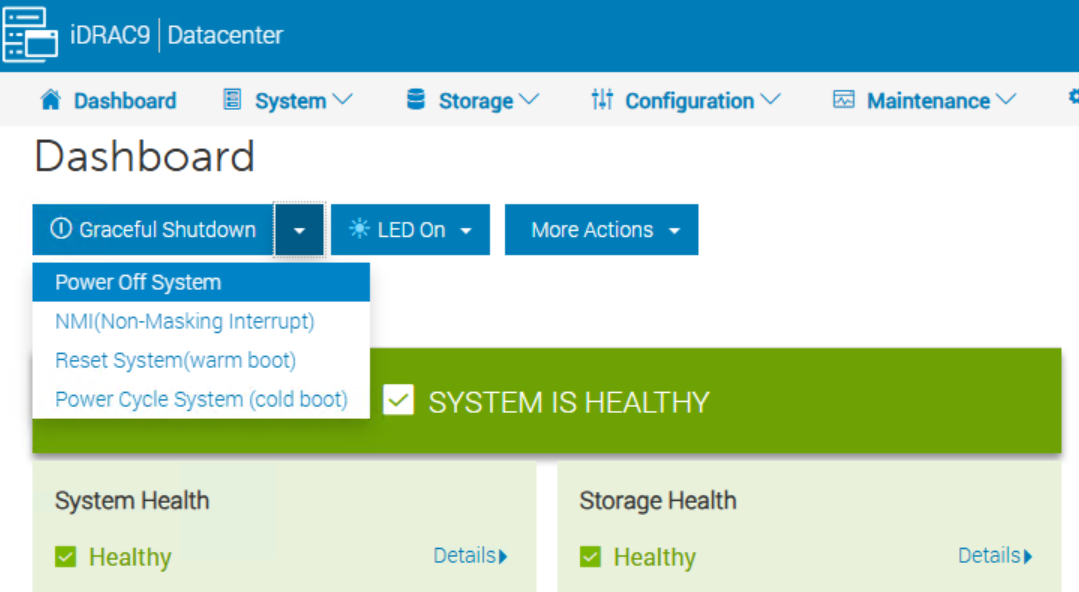 iDRAC9 | Datacenter
Dashboard System Storage Configuration Maintenance
Dashboard
Graceful Shutdown LED On More Actions
Power Off System
NMI(Non-Masking Interrupt)
Reset System(warm boot)
Power Cycle System (cold boot)
SYSTEM IS HEALTHY
System Health Storage Health
Healthy Details Healthy Details